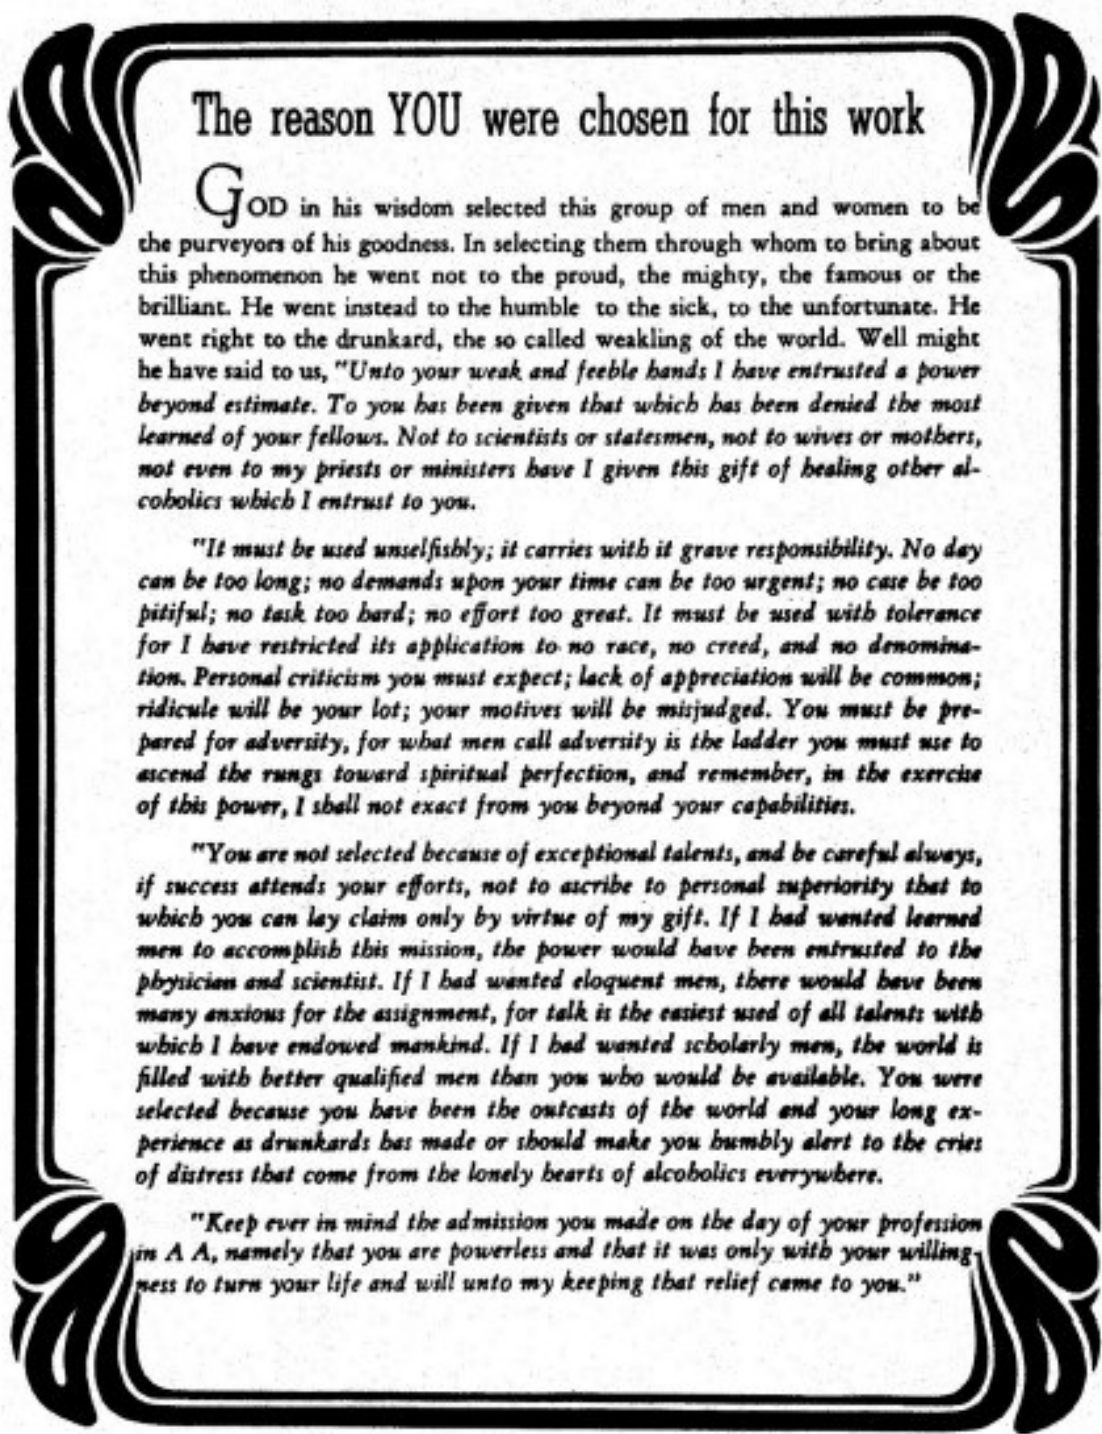 The reason YOU were chosen for this work
GOD in his wisdom selected this group of men and women to be
the purveyors of his goodness. In selecting them through whom to bring about
this phenomenon he went not to the proud, the mighty, the famous or the
brilliant. He went instead to the humble to the sick, to the unfortunate. He
went right to the drunkard, the so called weakling of the world. Well might
he have said to us, "Unto your weak and feeble hands I have entrusted a power
beyond estimate. To you has been given that which has been denied the most
learned of your fellows. Not to scientists or statesmen, not to wives or mothers,
not even to my priests or ministers have I given this gift of healing other al-
coholics which I entrust to you.
"It must be used unselfishly; it carries with it grave responsibility. No day
can be too long; no demands upon your time can be too urgent; no case be too
pitiful; no task too hard; no effort too great. It must be used with tolerance
for I have restricted its application to no race, no creed, and no denomina-
tion. Personal criticism you must expect; lack of appreciation will be common;
ridicule will be your lot; your motives will be misjudged. You must be pre-
pared for adversity, for what men call adversity is the ladder you must use to
ascend the rungs toward spiritual perfection, and remember, in the exercise
of this power, I shall not exact from you beyond your capabilities.
"You are not selected because of exceptional talents, and be careful always,
if success attends your efforts, not to ascribe to personal superiority that to
which you can lay claim only by virtue of my gift. If I had wanted learned
men to accomplish this mission, the power would have been entrusted to the
physician and scientist. If I had wanted eloquent men, there would have been
many anxious for the assignment, for talk is the easiest used of all talents with
which I have endowed mankind. If I had wanted scholarly men, the world is
filled with better qualified men than you who would be available. You were
selected because you have been the outcasts of the world and your long ex-
perience as drunkards has made or should make you humbly alert to the cries
of distress that come from the lonely hearts of alcoholics everywhere.
"Keep ever in mind the admission you made on the day of your profession
in A A, namely that you are powerless and that it was only with your willing-
ness to turn your life and will unto my keeping that relief came to you."